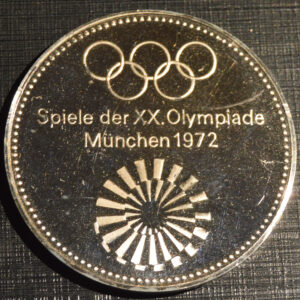 Spiele der XX. Olympiade
München 1972